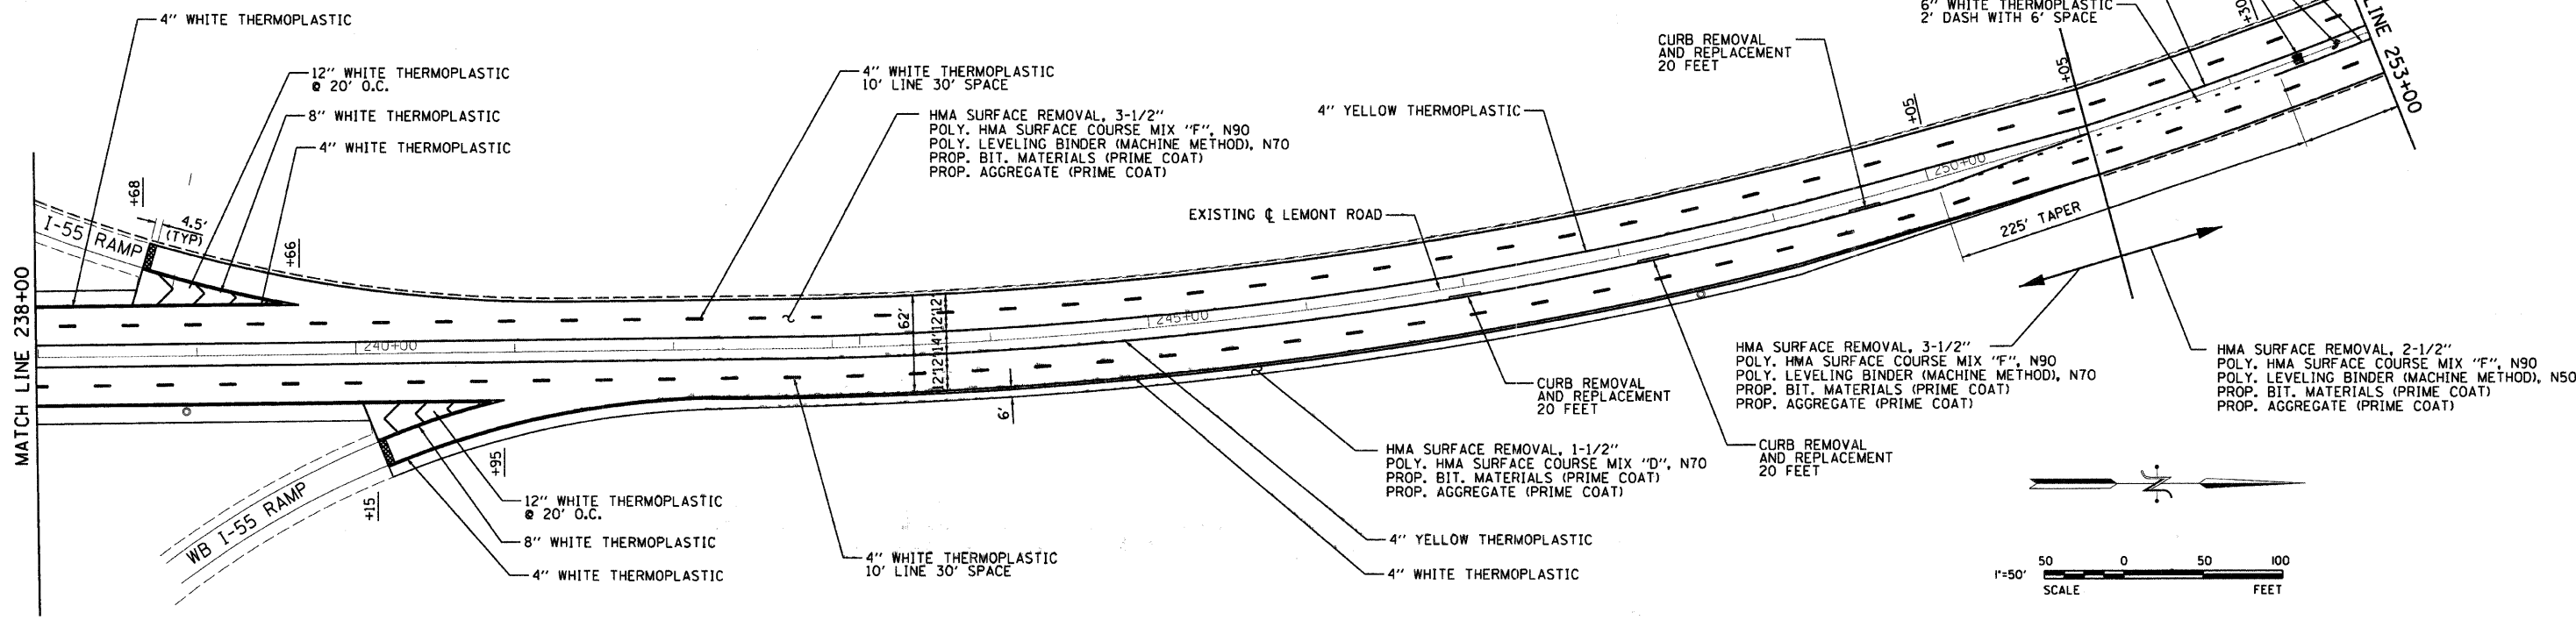 4" WHITE THERMOPLASTIC
12" WHITE THERMOPLASTIC
@ 20' O.C.
8" WHITE THERMOPLASTIC
4" WHITE THERMOPLASTIC
4" WHITE THERMOPLASTIC
10' LINE 30' SPACE
HMA SURFACE REMOVAL, 3-1/2"
POLY. HMA SURFACE COURSE MIX "F", N90
POLY. LEVELING BINDER (MACHINE METHOD), N70
PROP. BIT. MATERIALS (PRIME COAT)
PROP. AGGREGATE (PRIME COAT)
4" YELLOW THERMOPLASTIC
EXISTING ℄ LEMONT ROAD
CURB REMOVAL
AND REPLACEMENT
20 FEET
6" WHITE THERMOPLASTIC
2' DASH WITH 6' SPACE
+30
+05
+05
LINE 253+00
250+00
225' TAPER
+68
4.5'
(TYP)
+66
I-55 RAMP
MATCH LINE 238+00
240+00
62'
12'
12'
14'
12'
12'
245+00
6'
CURB REMOVAL
AND REPLACEMENT
20 FEET
CURB REMOVAL
AND REPLACEMENT
20 FEET
HMA SURFACE REMOVAL, 3-1/2"
POLY. HMA SURFACE COURSE MIX "F", N90
POLY. LEVELING BINDER (MACHINE METHOD), N70
PROP. BIT. MATERIALS (PRIME COAT)
PROP. AGGREGATE (PRIME COAT)
HMA SURFACE REMOVAL, 2-1/2"
POLY. HMA SURFACE COURSE MIX "F", N90
POLY. LEVELING BINDER (MACHINE METHOD), N50
PROP. BIT. MATERIALS (PRIME COAT)
PROP. AGGREGATE (PRIME COAT)
HMA SURFACE REMOVAL, 1-1/2"
POLY. HMA SURFACE COURSE MIX "D", N70
PROP. BIT. MATERIALS (PRIME COAT)
PROP. AGGREGATE (PRIME COAT)
+95
+15
WB I-55 RAMP
12" WHITE THERMOPLASTIC
@ 20' O.C.
8" WHITE THERMOPLASTIC
4" WHITE THERMOPLASTIC
4" WHITE THERMOPLASTIC
10' LINE 30' SPACE
4" YELLOW THERMOPLASTIC
4" WHITE THERMOPLASTIC
1"=50'
50 0 50 100
SCALE FEET